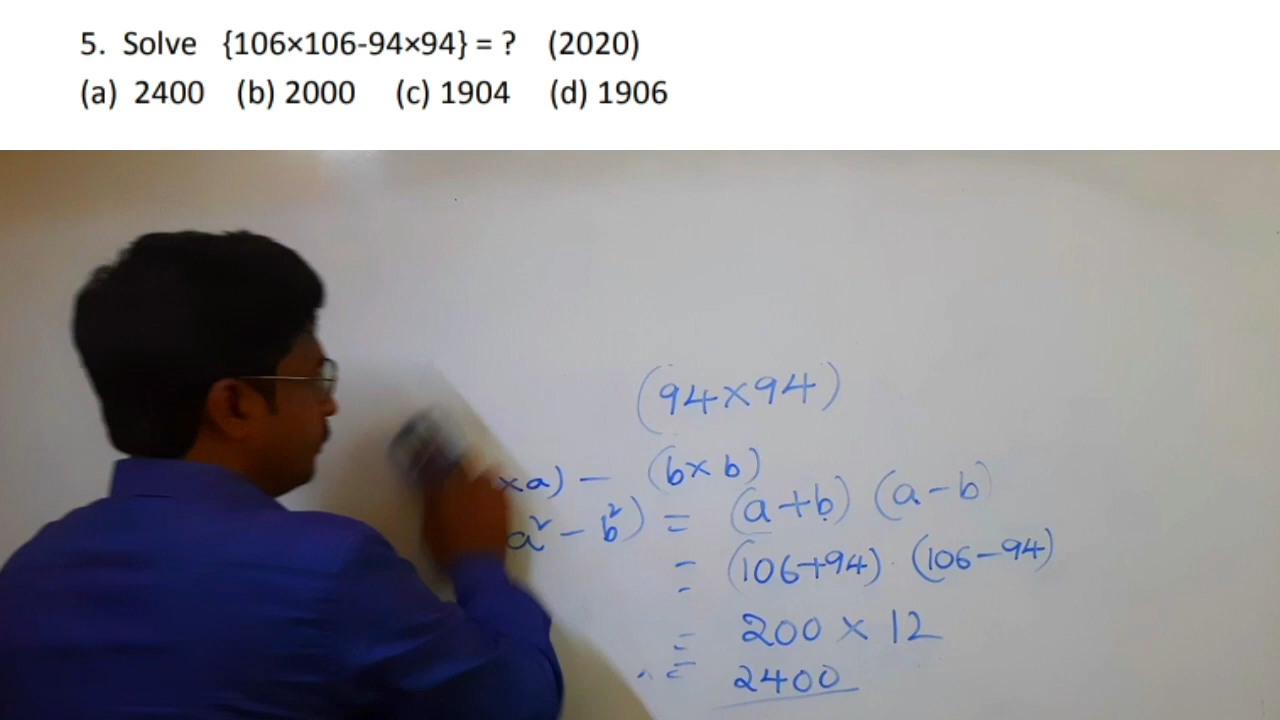 5. Solve {106×106-94×94} = ? (2020)
(a) 2400 (b) 2000 (c) 1904 (d) 1906
(94×94)
×a) - (b×b)
a² - b²) = (a+b) (a-b)
= (106+94) (106-94)
= 200 × 12
= 2400